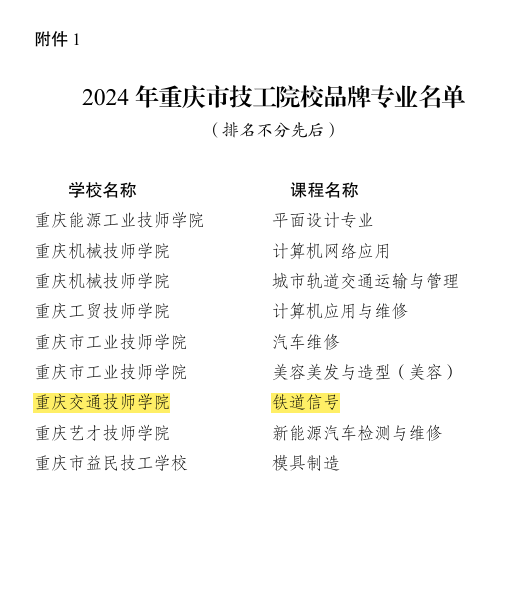 附件 1
2024 年重庆市技工院校品牌专业名单
（排名不分先后）
学校名称 课程名称
重庆能源工业技师学院 平面设计专业
重庆机械技师学院 计算机网络应用
重庆机械技师学院 城市轨道交通运输与管理
重庆工贸技师学院 计算机应用与维修
重庆市工业技师学院 汽车维修
重庆市工业技师学院 美容美发与造型（美容）
重庆交通技师学院 铁道信号
重庆艺才技师学院 新能源汽车检测与维修
重庆市益民技工学校 模具制造